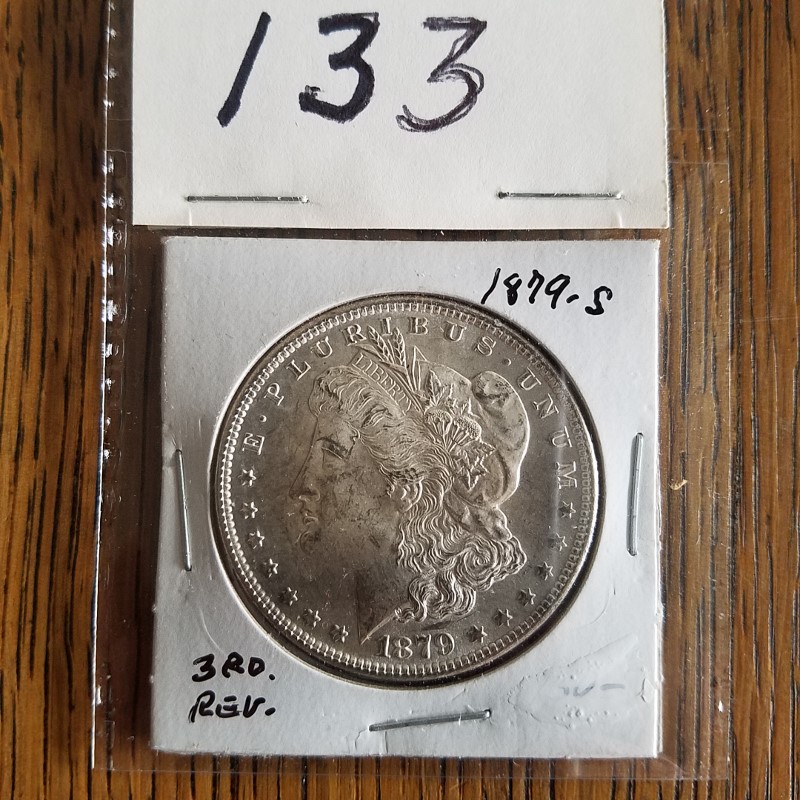 133
1879-S
E·PLURIBUS·UNUM
LIBERTY
1879
3RD.
REV.